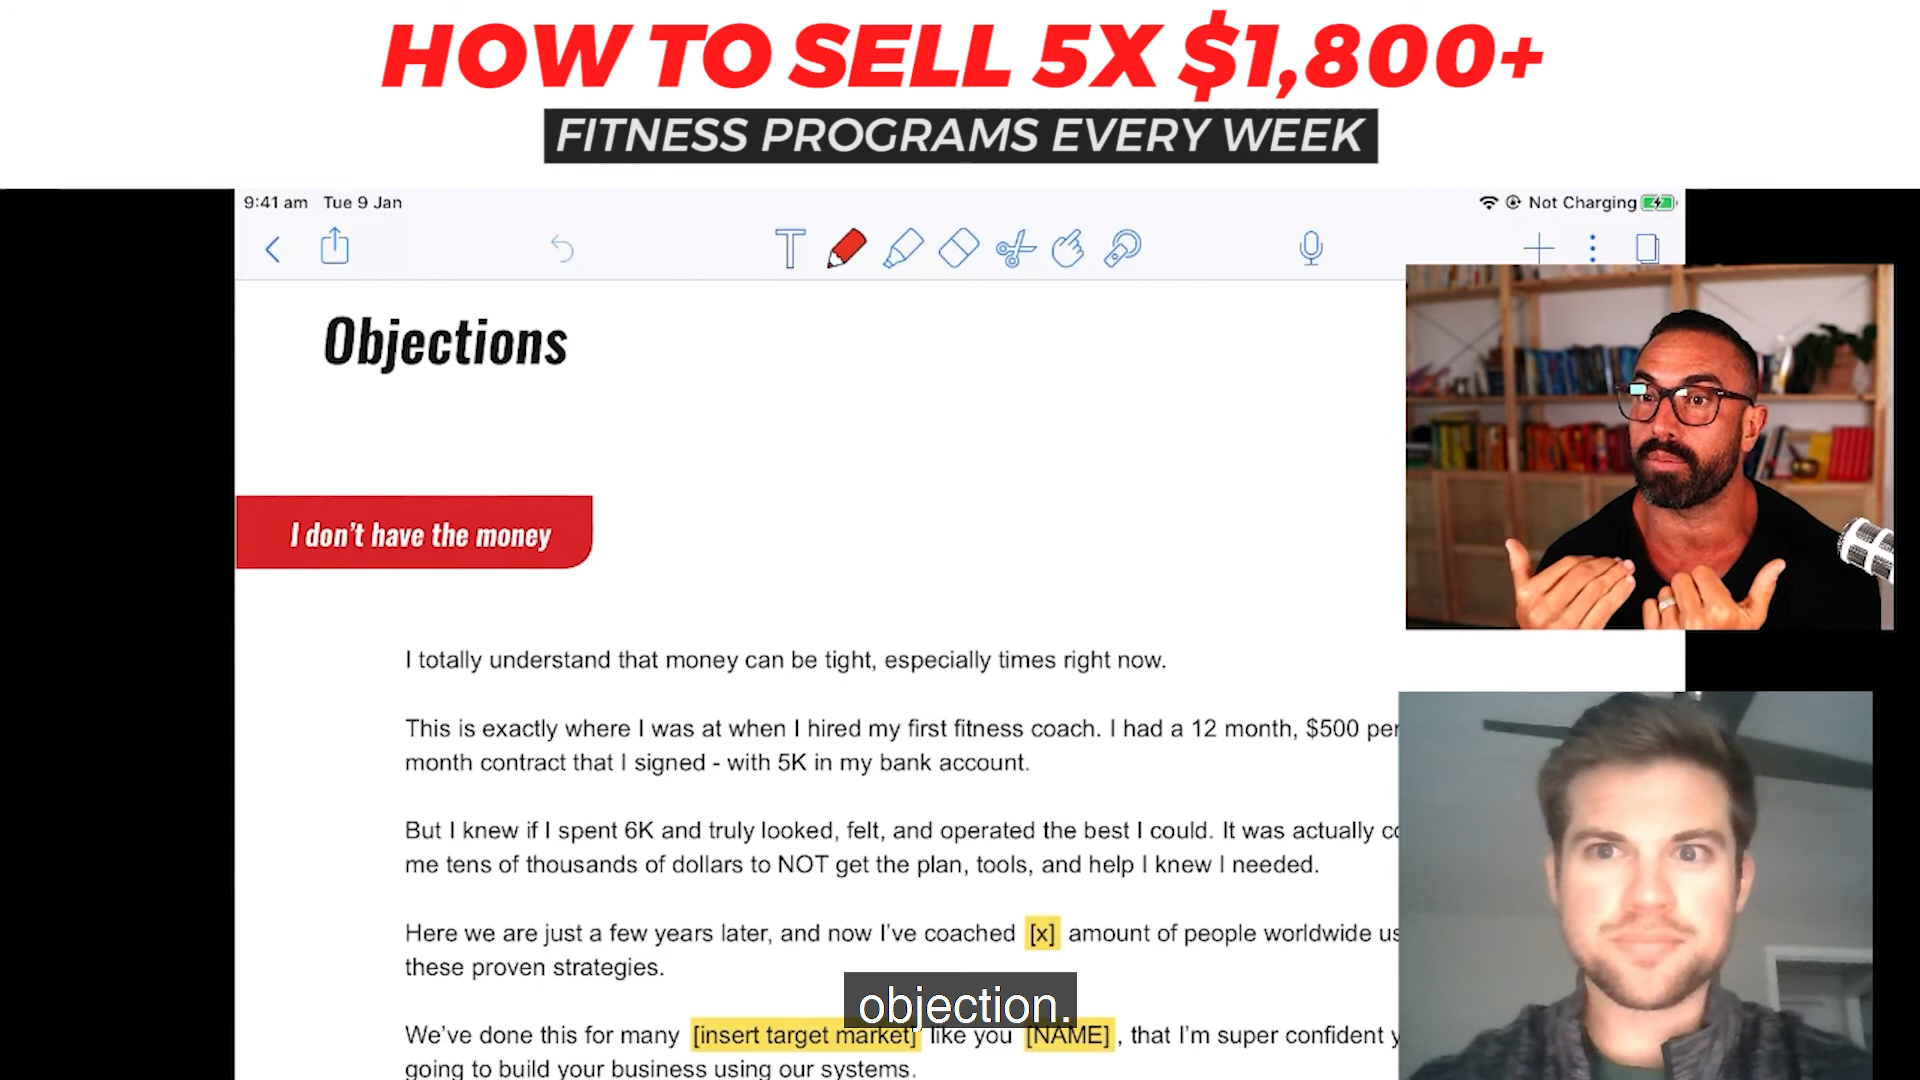 HOW TO SELL 5X $1,800+
FITNESS PROGRAMS EVERY WEEK
9:41 am Tue 9 Jan
Not Charging
T
Objections
I don't have the money
I totally understand that money can be tight, especially times right now.
This is exactly where I was at when I hired my first fitness coach. I had a 12 month, $500 per
month contract that I signed - with 5K in my bank account.
But I knew if I spent 6K and truly looked, felt, and operated the best I could. It was actually
me tens of thousands of dollars to NOT get the plan, tools, and help I knew I needed.
Here we are just a few years later, and now I've coached [x] amount of people worldwide
these proven strategies.
objection.
We've done this for many [insert target market] like you [NAME], that I'm super confident
going to build your business using our systems.